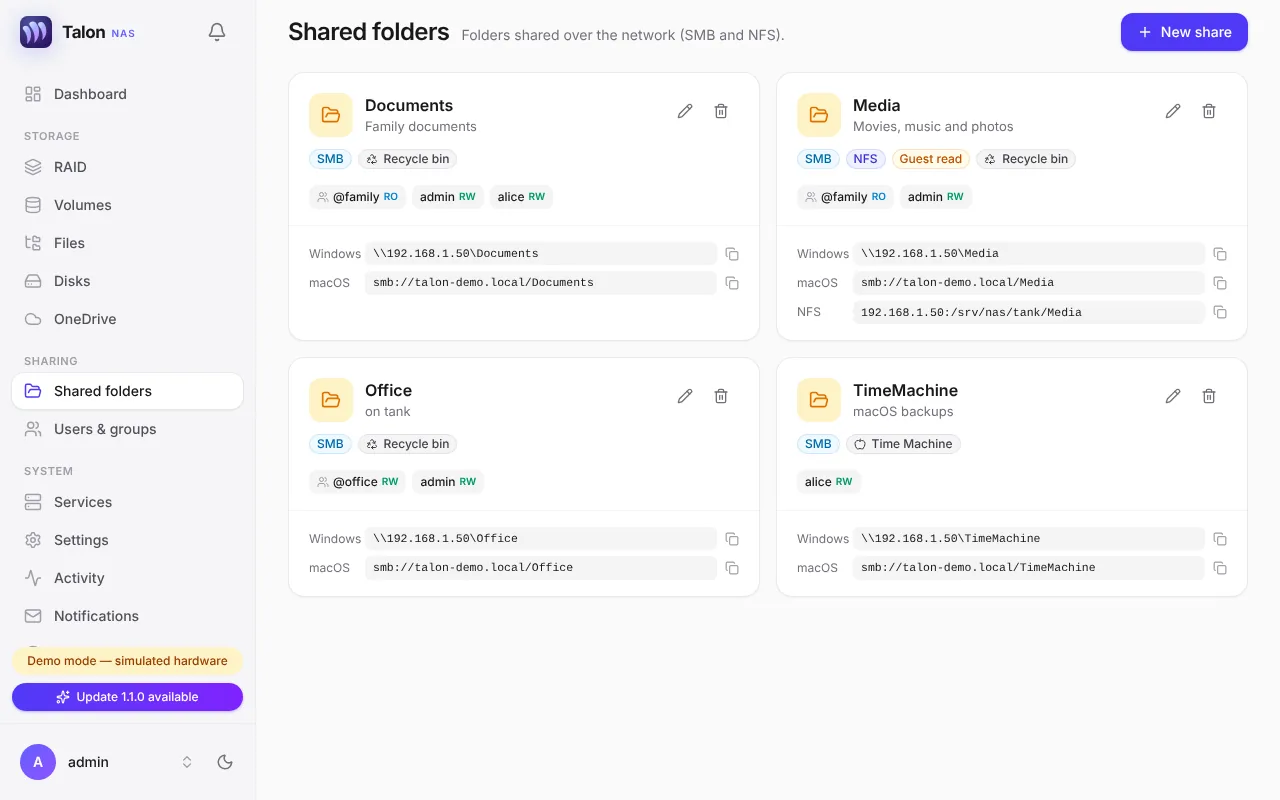 Talon NAS
Dashboard
STORAGE
RAID
Volumes
Files
Disks
OneDrive
SHARING
Shared folders
Users & groups
SYSTEM
Services
Settings
Activity
Notifications
Demo mode — simulated hardware
Update 1.1.0 available
A admin
Shared folders Folders shared over the network (SMB and NFS).
New share
Documents
Family documents
SMB Recycle bin
@family RO admin RW alice RW
Windows \\192.168.1.50\Documents
macOS smb://talon-demo.local/Documents
Media
Movies, music and photos
SMB NFS Guest read Recycle bin
@family RO admin RW
Windows \\192.168.1.50\Media
macOS smb://talon-demo.local/Media
NFS 192.168.1.50:/srv/nas/tank/Media
Office
on tank
SMB Recycle bin
@office RW admin RW
Windows \\192.168.1.50\Office
macOS smb://talon-demo.local/Office
TimeMachine
macOS backups
SMB Time Machine
alice RW
Windows \\192.168.1.50\TimeMachine
macOS smb://talon-demo.local/TimeMachine